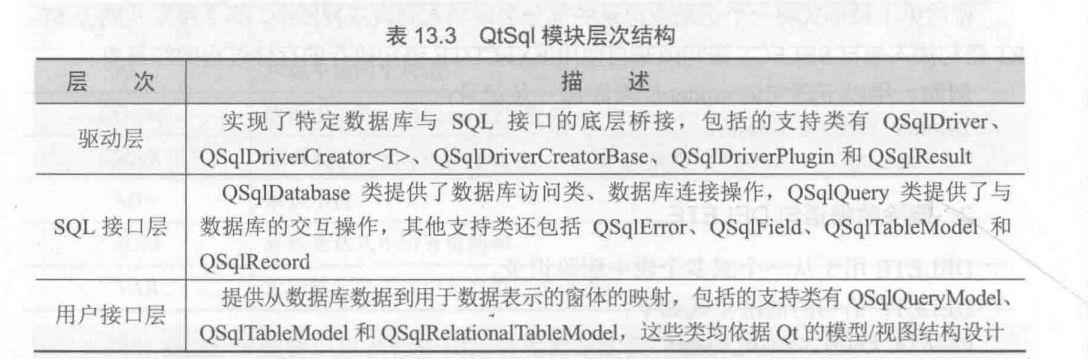 表 13.3 QtSql 模块层次结构
层 次 描 述
驱动层
实现了特定数据库与 SQL 接口的底层桥接，包括的支持类有 QSqlDriver、
QSqlDriverCreator<T>、QSqlDriverCreatorBase、QSqlDriverPlugin 和 QSqlResult
SQL 接口层
QSqlDatabase 类提供了数据库访问类、数据库连接操作，QSqlQuery 类提供了与
数据库的交互操作，其他支持类还包括 QSqlError、QSqlField、QSqlTableModel 和
QSqlRecord
用户接口层
提供从数据库数据到用于数据表示的窗体的映射，包括的支持类有 QSqlQueryModel、
QSqlTableModel 和 QSqlRelationalTableModel，这些类均依据 Qt 的模型/视图结构设计